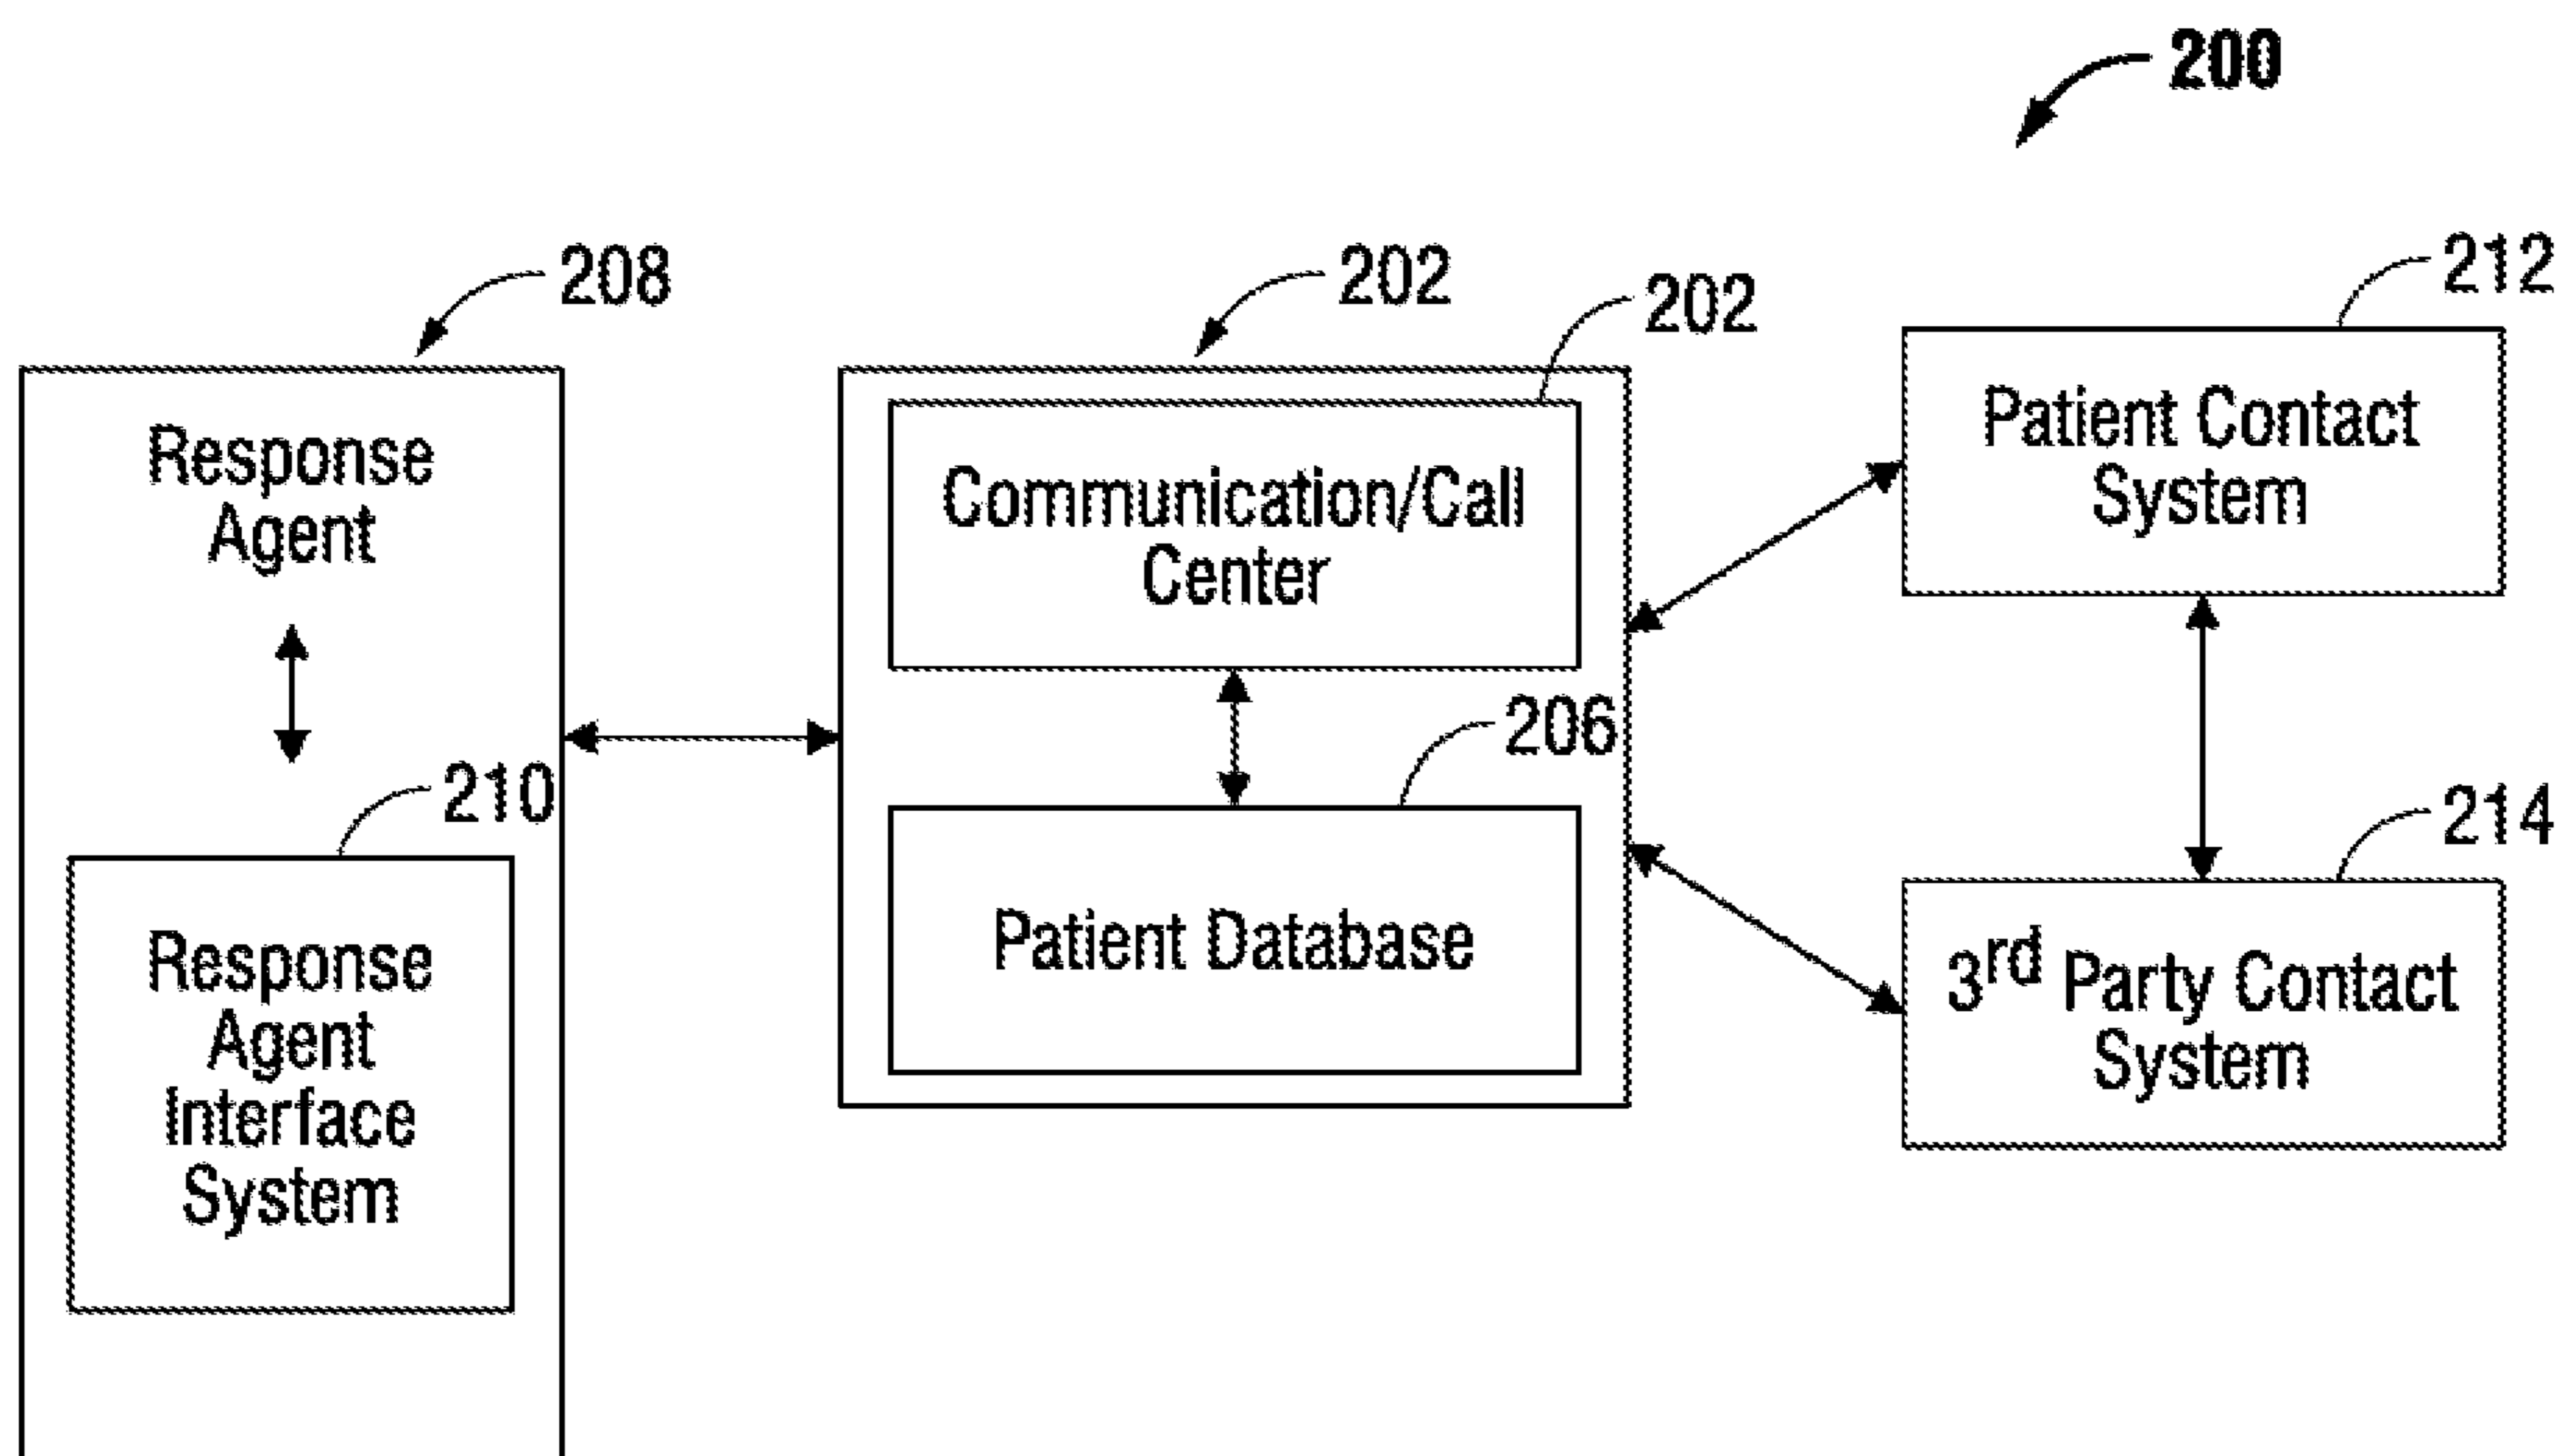 200
208
202
202
212
Response
Agent
Communication/Call
Center
Patient Contact
System
206
210
214
Response
Agent
Interface
System
Patient Database
3rd Party Contact
System